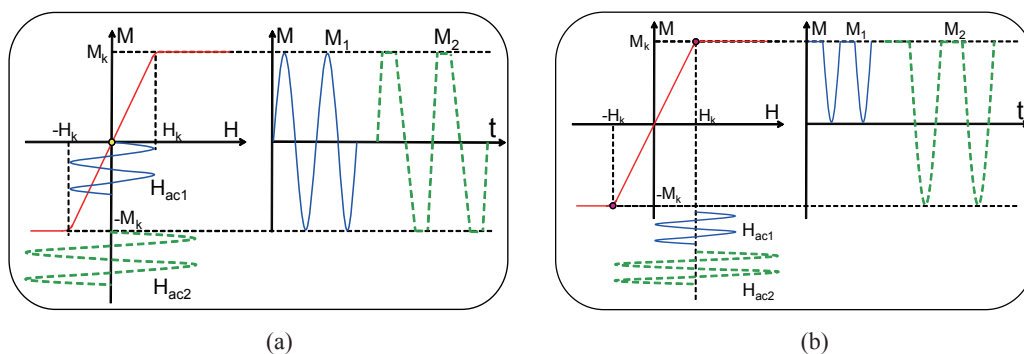 M M M₁ M₂
Mₖ
-Hₖ Hₖ H t
Hₐc₁
-Mₖ
Hₐc₂
(a)
M M M₁ M₂
Mₖ
-Hₖ Hₖ H t
-Mₖ
Hₐc₁
Hₐc₂
(b)